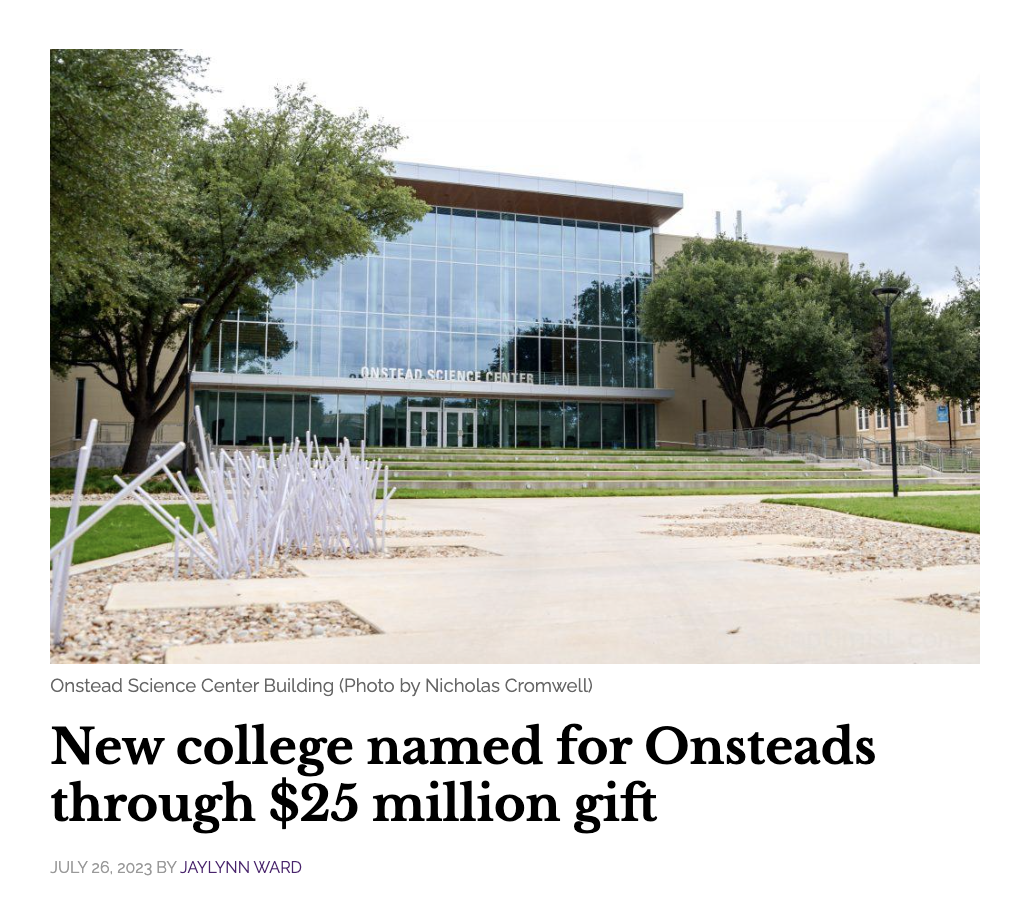 ONSTEAD SCIENCE CENTER
Onstead Science Center Building (Photo by Nicholas Cromwell)
New college named for Onsteads
through $25 million gift
JULY 26, 2023 BY JAYLYNN WARD